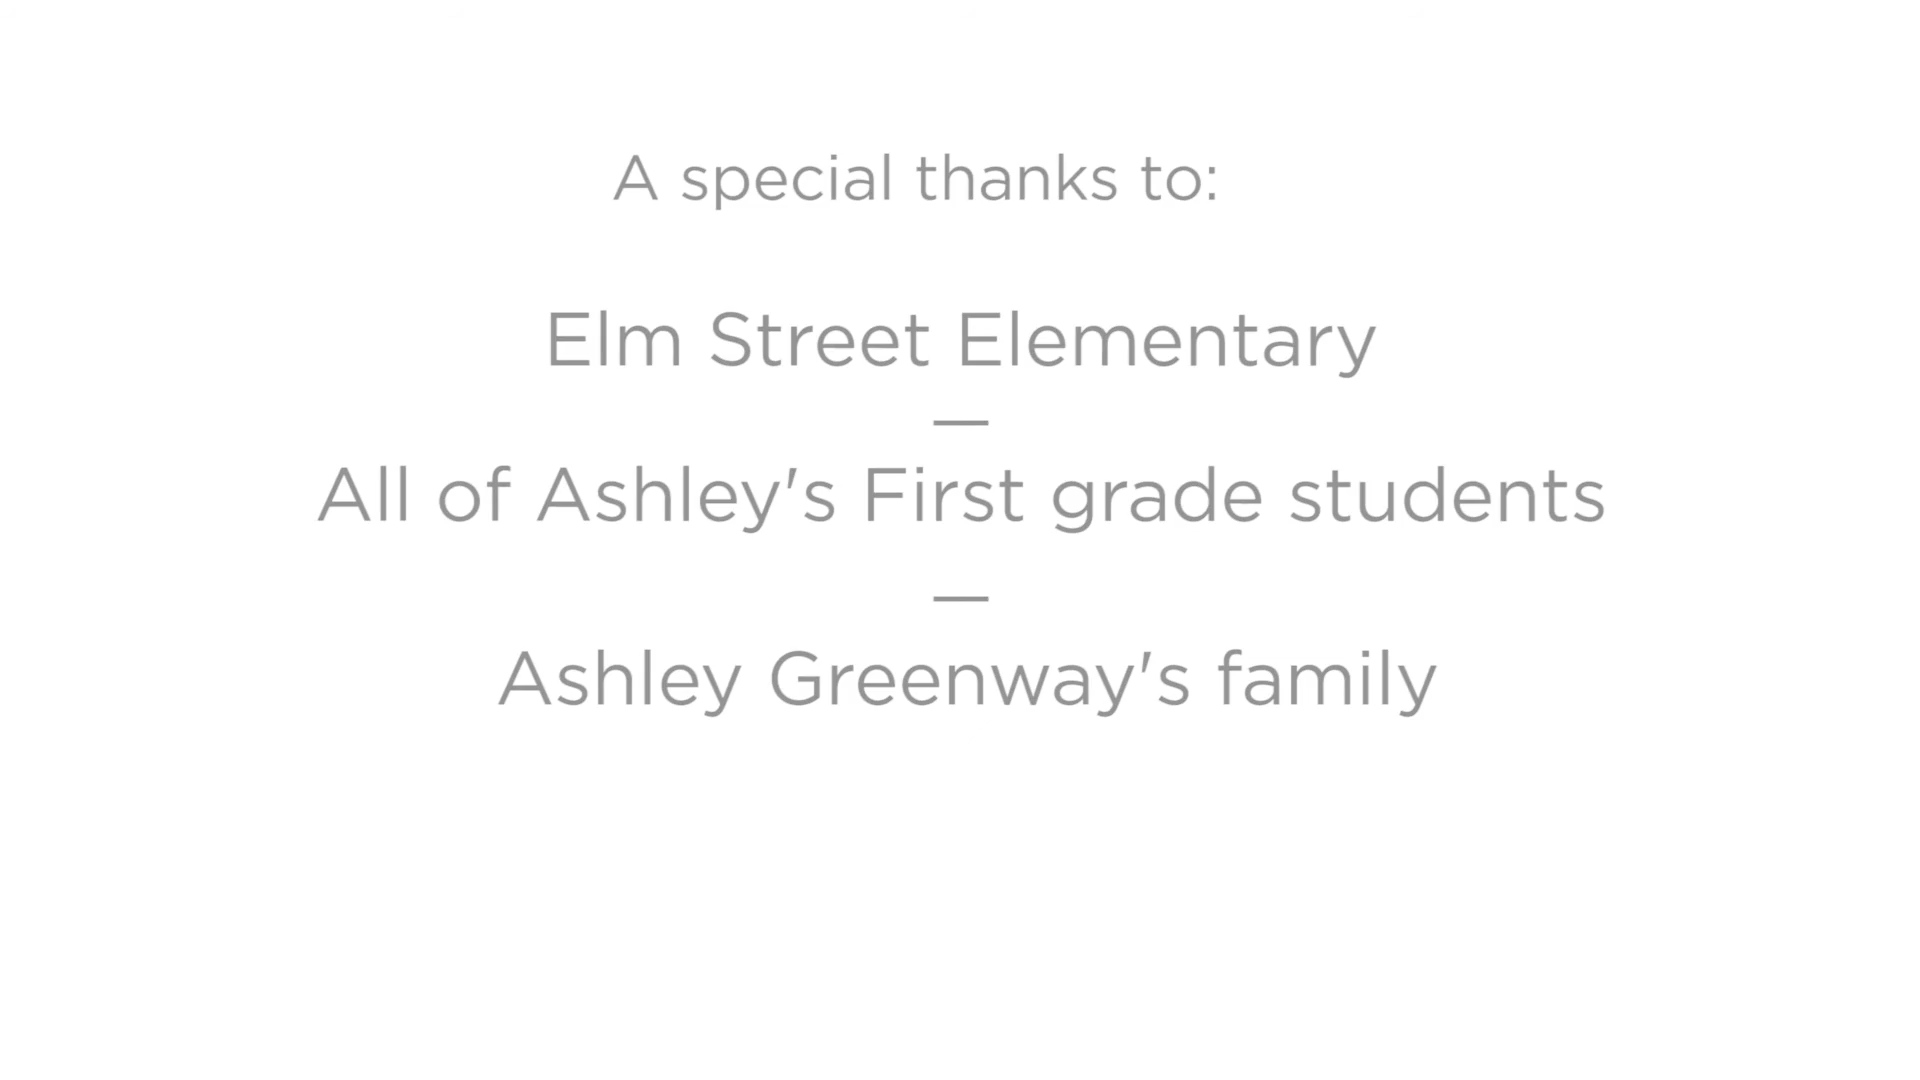 A special thanks to:
Elm Street Elementary
—
All of Ashley's First grade students
—
Ashley Greenway's family